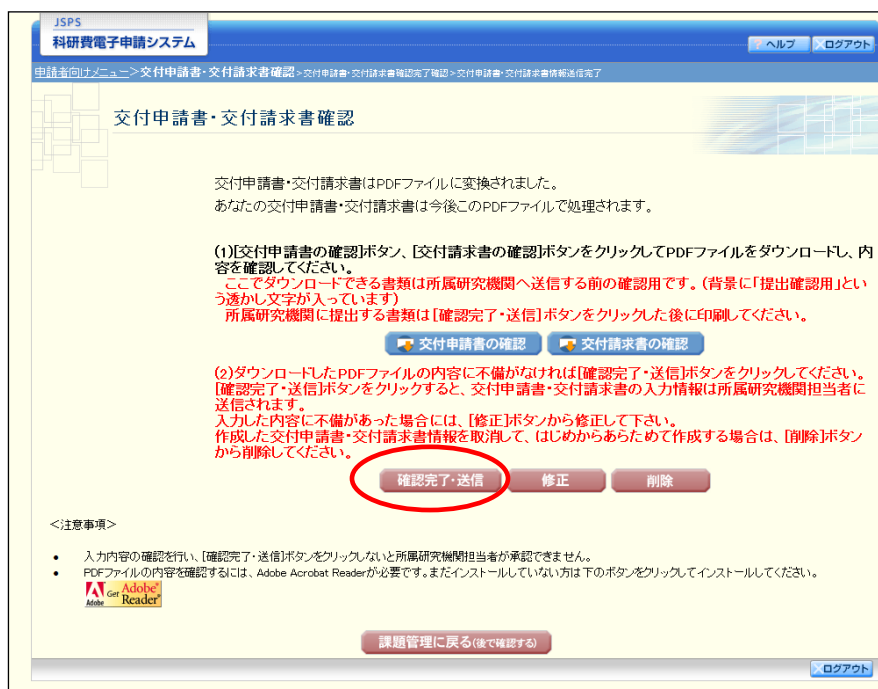 JSPS
科研費電子申請システム
ヘルプ
ログアウト
申請者向けメニュー>交付申請書・交付請求書確認>交付申請書・交付請求書確認完了確認>交付申請書・交付請求書情報送信完了
交付申請書・交付請求書確認
交付申請書・交付請求書はPDFファイルに変換されました。
あなたの交付申請書・交付請求書は今後このPDFファイルで処理されます。
(1)[交付申請書の確認]ボタン、[交付請求書の確認]ボタンをクリックしてPDFファイルをダウンロードし、内
容を確認してください。
ここでダウンロードできる書類は所属研究機関へ送信する前の確認用です。(背景に「提出確認用」とい
う透かし文字が入っています)
所属研究機関に提出する書類は[確認完了・送信]ボタンをクリックした後に印刷してください。
交付申請書の確認
交付請求書の確認
(2)ダウンロードしたPDFファイルの内容に不備がなければ[確認完了・送信]ボタンをクリックしてください。
[確認完了・送信]ボタンをクリックすると、交付申請書・交付請求書の入力情報は所属研究機関担当者に
送信されます。
入力した内容に不備があった場合には、[修正]ボタンから修正して下さい。
作成した交付申請書・交付請求書情報を取消して、はじめからあらためて作成する場合は、[削除]ボタン
から削除してください。
確認完了・送信
修正
削除
<注意事項>
• 入力内容の確認を行い、[確認完了・送信]ボタンをクリックしないと所属研究機関担当者が承認できません。
• PDFファイルの内容を確認するには、Adobe Acrobat Readerが必要です。まだインストールしていない方は下のボタンをクリックしてインストールしてください。
Adobe
Get Adobe
Reader
課題管理に戻る(後で確認する)
ログアウト